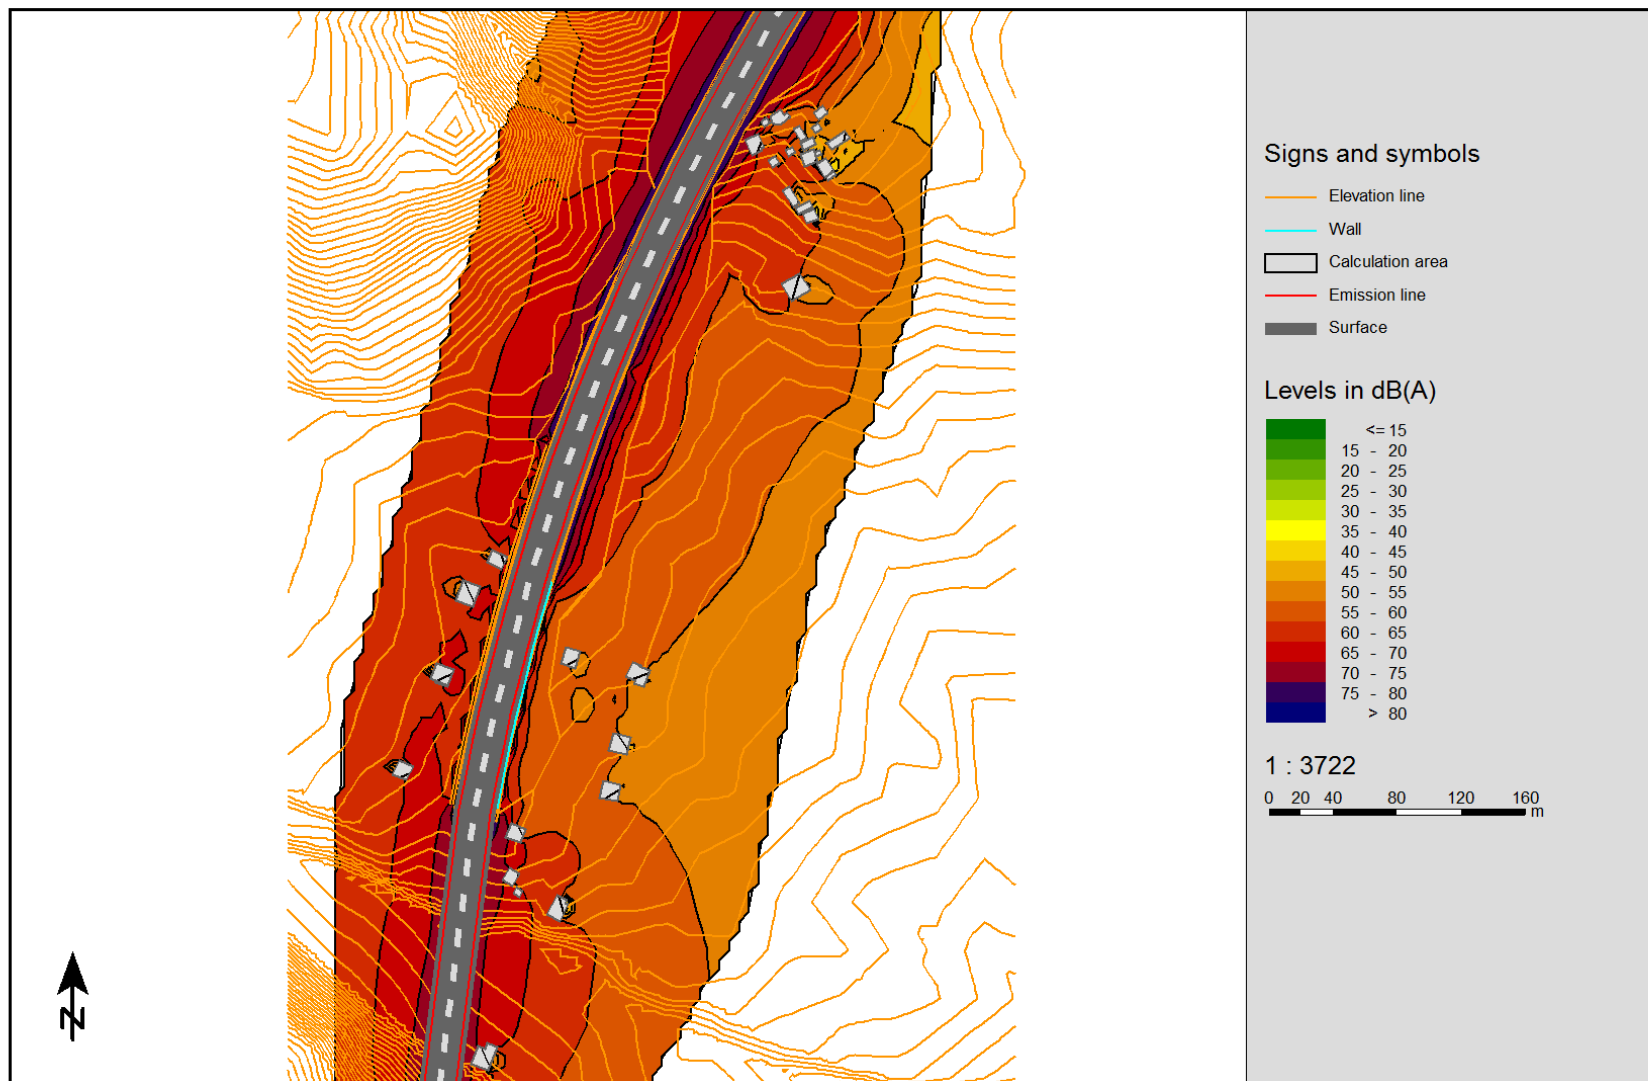 Signs and symbols
Elevation line
Wall
Calculation area
Emission line
Surface
Levels in dB(A)
<= 15
15 - 20
20 - 25
25 - 30
30 - 35
35 - 40
40 - 45
45 - 50
50 - 55
55 - 60
60 - 65
65 - 70
70 - 75
75 - 80
> 80
1 : 3722
0 20 40 80 120 160
m
N